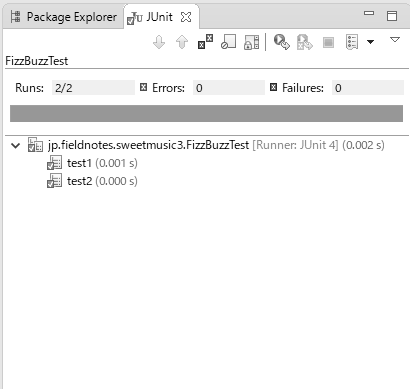 Package Explorer JUnit
FizzBuzzTest
Runs: 2/2 Errors: 0 Failures: 0
jp.fieldnotes.sweetmusic3.FizzBuzzTest [Runner: JUnit 4] (0.002 s)
test1 (0.001 s)
test2 (0.000 s)